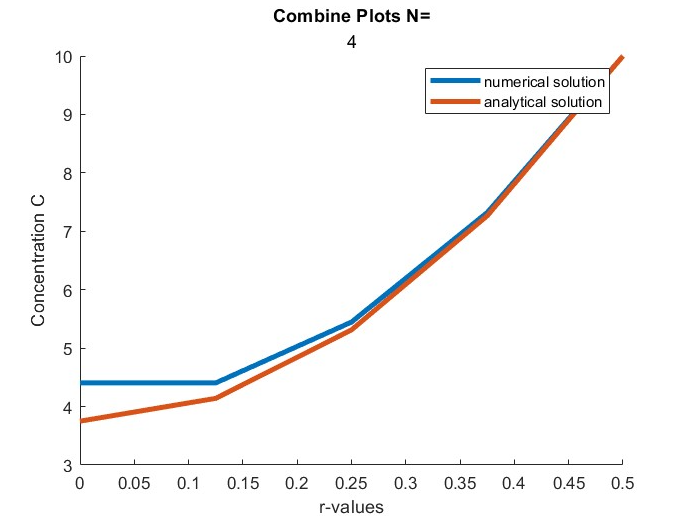 Combine Plots N=
4
numerical solution
analytical solution
10
9
8
7
6
5
4
3
Concentration C
0 0.05 0.1 0.15 0.2 0.25 0.3 0.35 0.4 0.45 0.5
r-values